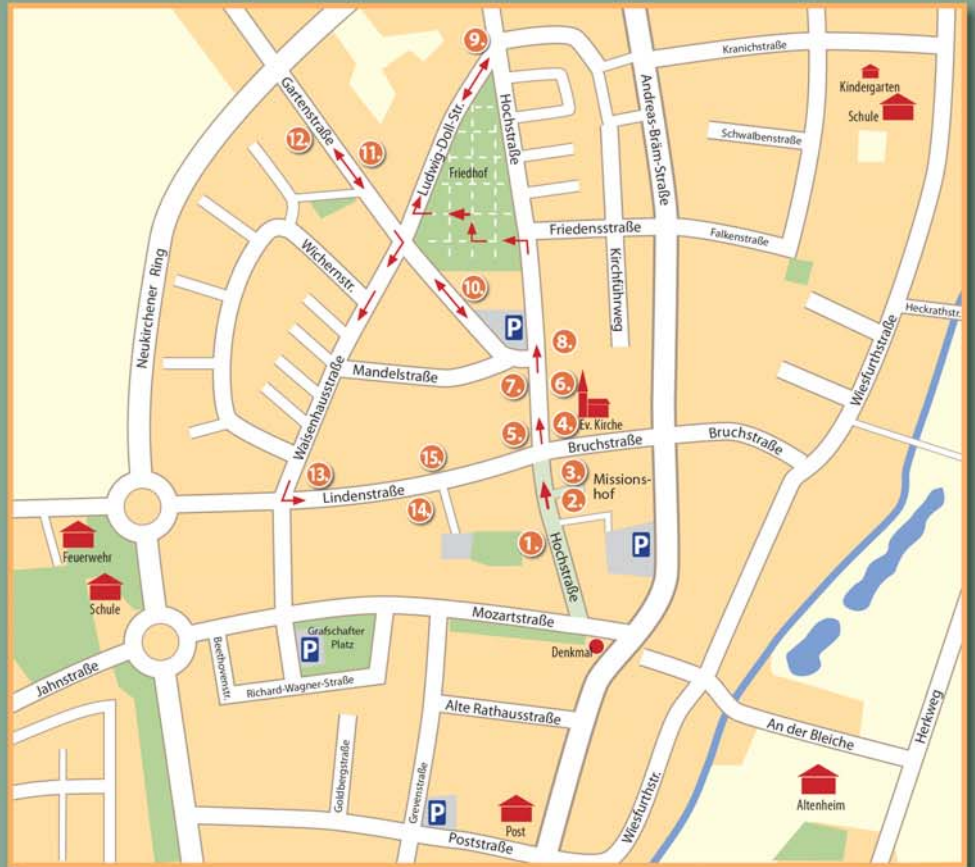 9.
Kranichstraße
Kindergarten
Schule
Gartenstraße
Ludwig-Doll-Str.
Hochstraße
Andreas-Bräm-Straße
Schwalbenstraße
12.
11.
Friedhof
Friedensstraße
Falkenstraße
Wichernstr.
Kirchführweg
Neukirchener Ring
10.
P
Heckrathstr.
Wiesfurthstraße
8.
Mandelstraße
7.
6.
Waisenhausstraße
4.
Ev. Kirche
5.
Bruchstraße
Bruchstraße
15.
13.
3.
Missions-
hof
Lindenstraße
2.
14.
1.
P
Hochstraße
Feuerwehr
Schule
Mozartstraße
Grafschafter
Platz
P
Denkmal
Beethovenstr.
Jahnstraße
Richard-Wagner-Straße
Alte Rathausstraße
An der Bleiche
Herkweg
Goldbergstraße
Grevenstraße
Wiesfurthstr.
Altenheim
P
Post
Poststraße